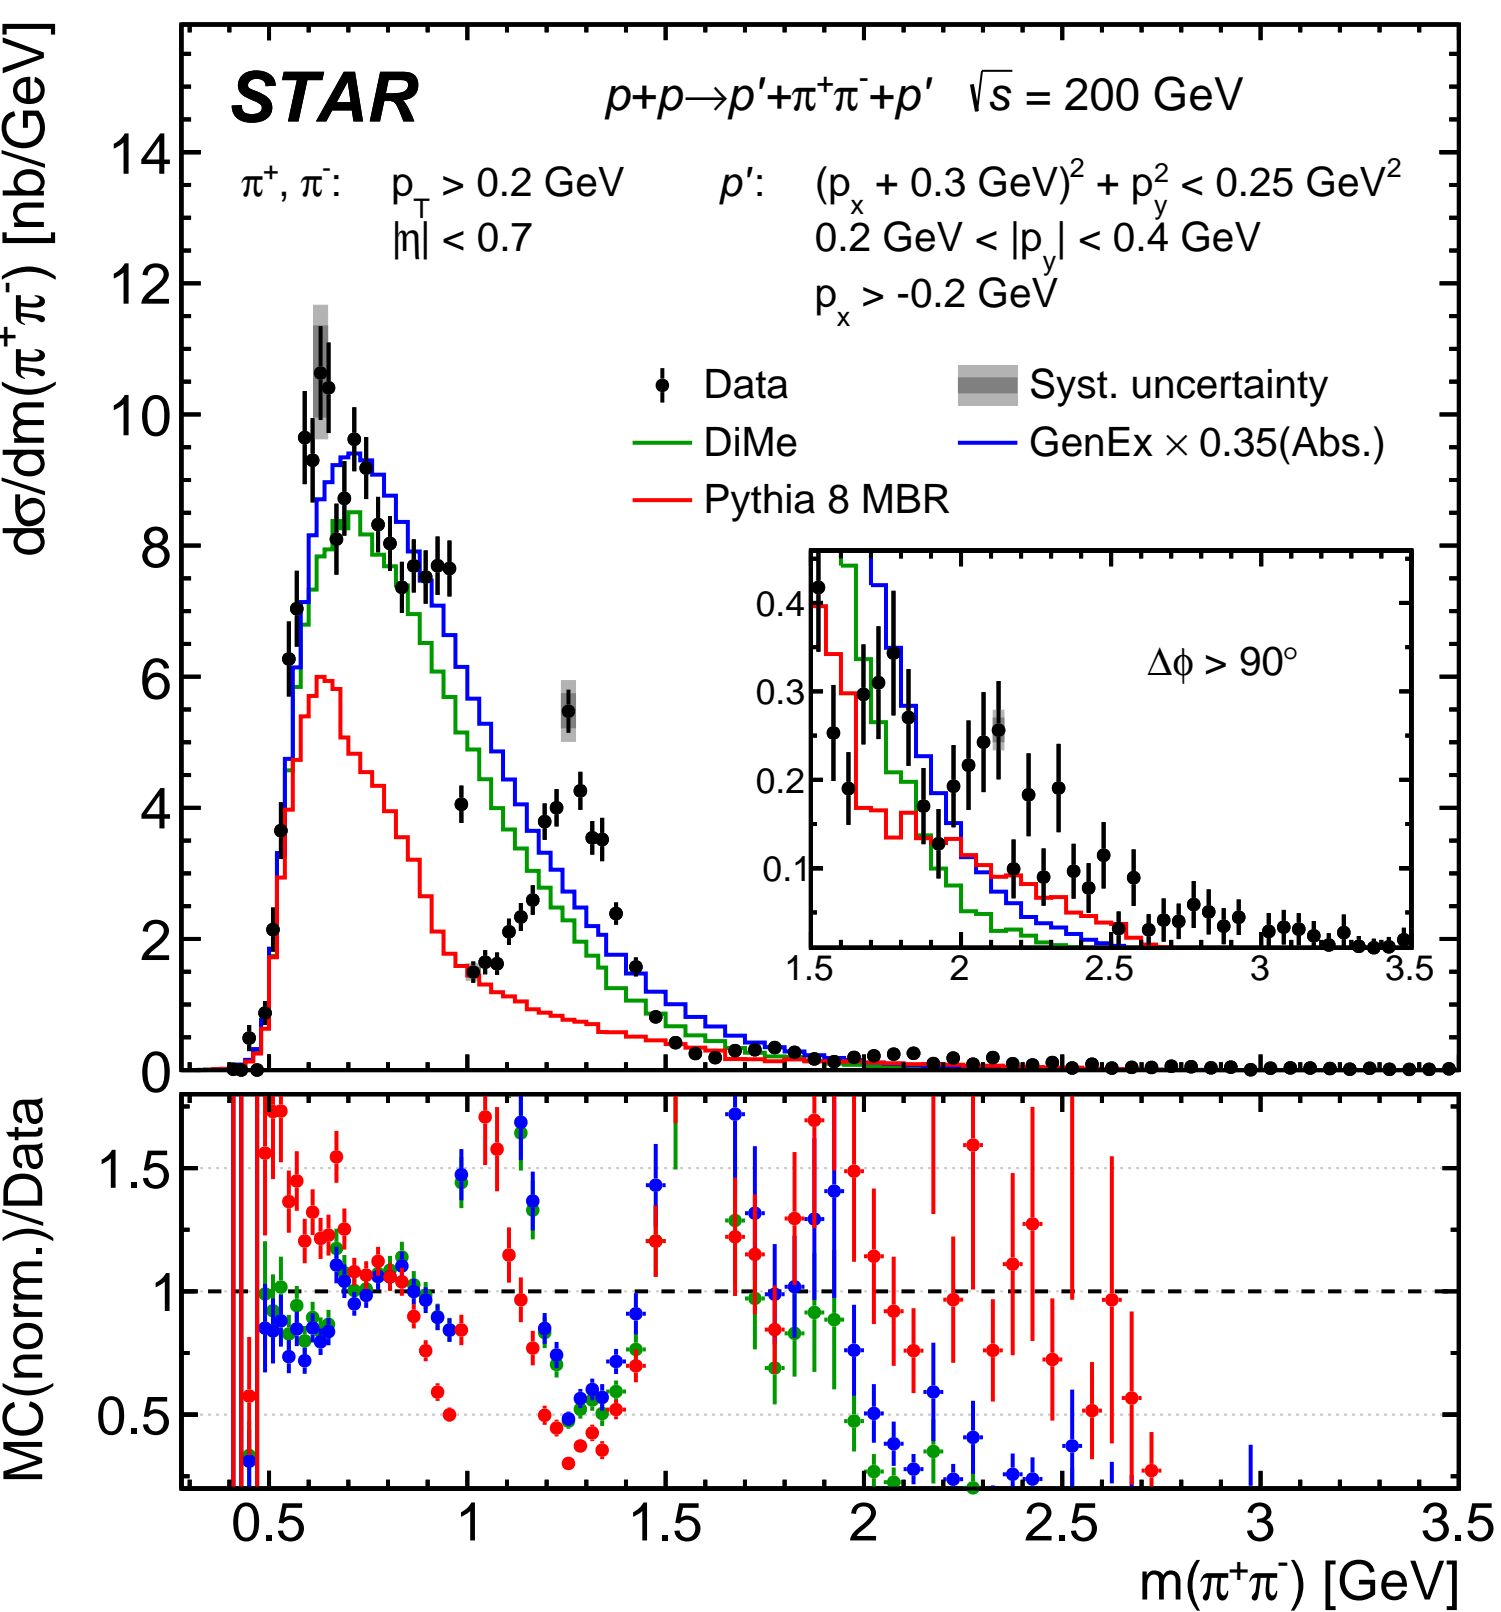 STAR
p+p→p′+π⁺π⁻+p′ √s = 200 GeV
π⁺, π⁻: p_T > 0.2 GeV
|η| < 0.7
p′: (p_x + 0.3 GeV)² + p_y² < 0.25 GeV²
0.2 GeV < |p_y| < 0.4 GeV
p_x > -0.2 GeV
Data
Syst. uncertainty
DiMe
GenEx × 0.35(Abs.)
Pythia 8 MBR
dσ/dm(π⁺π⁻) [nb/GeV]
14
12
10
8
6
4
2
0
Δϕ > 90°
0.4
0.3
0.2
0.1
1.5 2 2.5 3 3.5
MC(norm.)/Data
1.5
1
0.5
0.5 1 1.5 2 2.5 3 3.5
m(π⁺π⁻) [GeV]